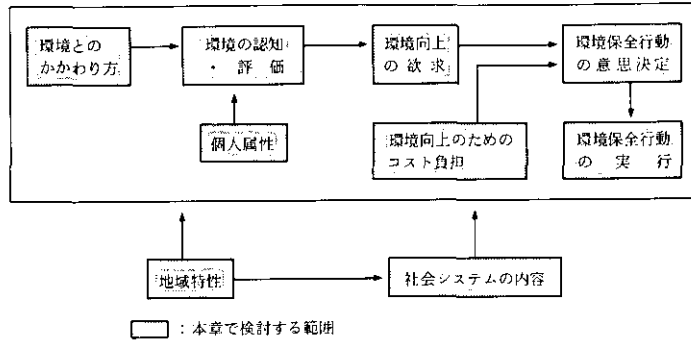 環境との
かかわり方
環境の認知
・評価
環境向上
の欲求
環境保全行動
の意思決定
個人属性
環境向上のための
コスト負担
環境保全行動
の実行
地域特性
社会システムの内容
：本章で検討する範囲